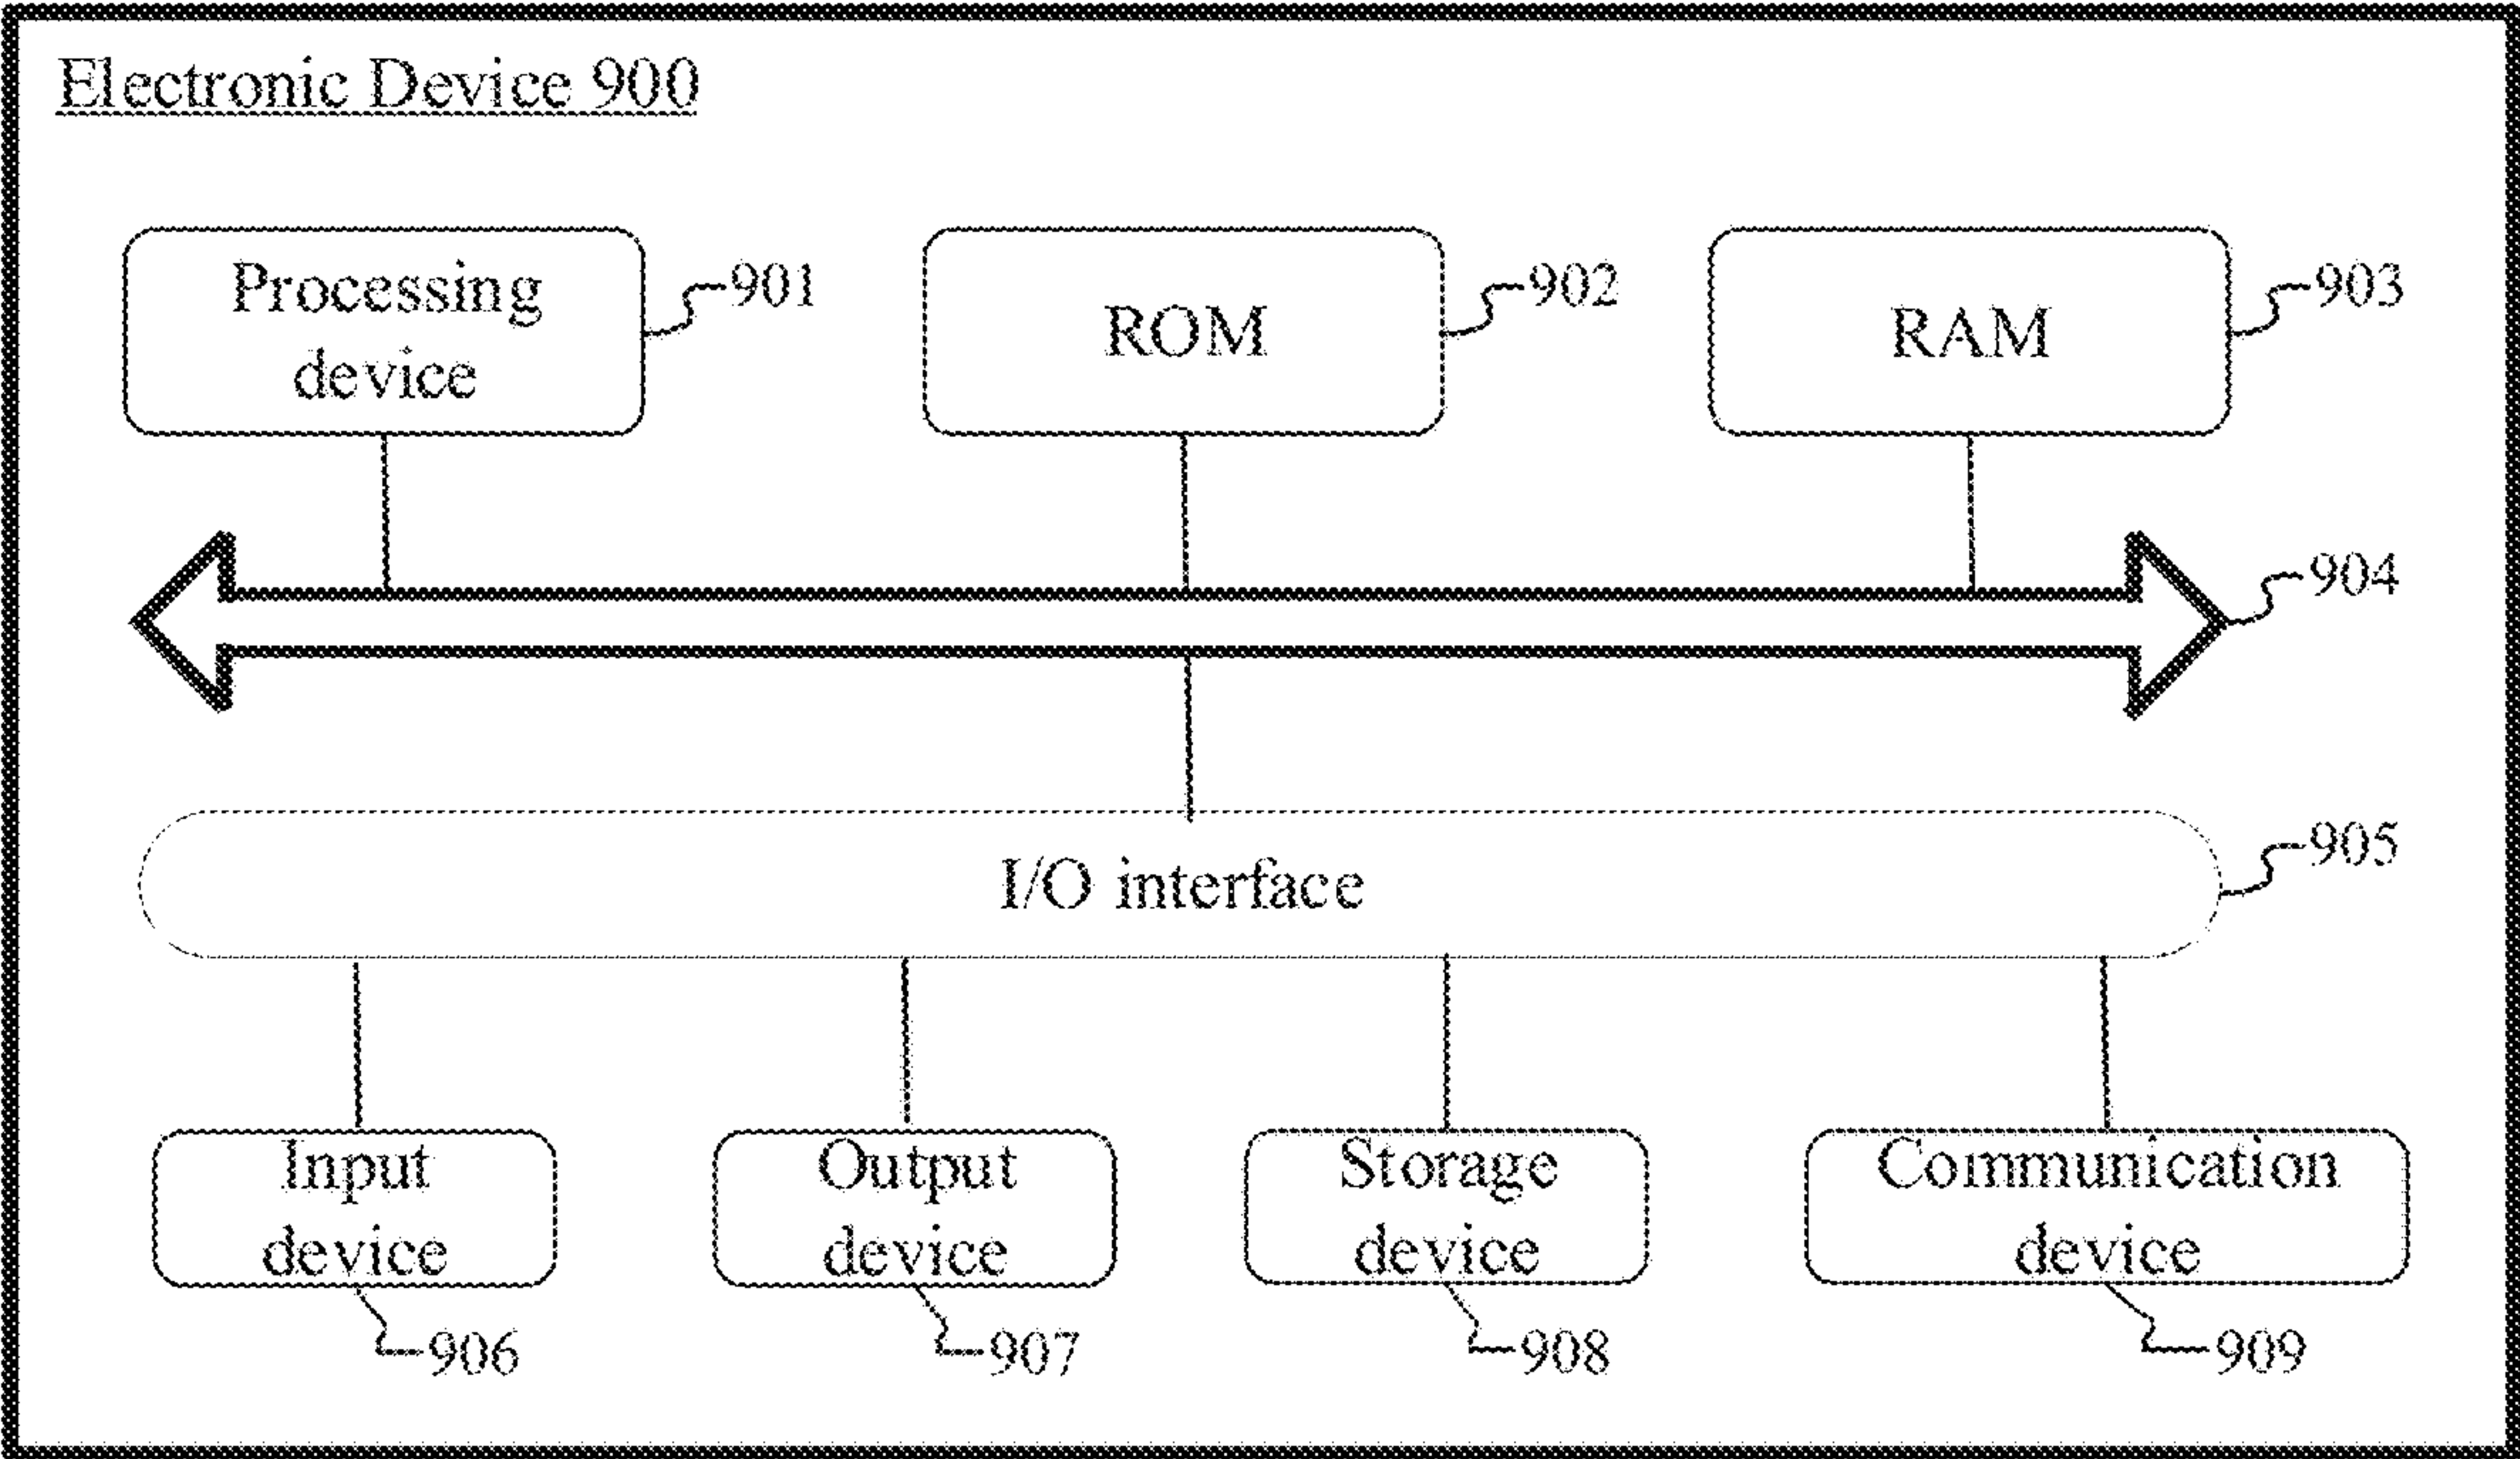 Electronic Device 900
Processing
device
901
ROM
902
RAM
903
904
I/O interface
905
Input
device
906
Output
device
907
Storage
device
908
Communication
device
909